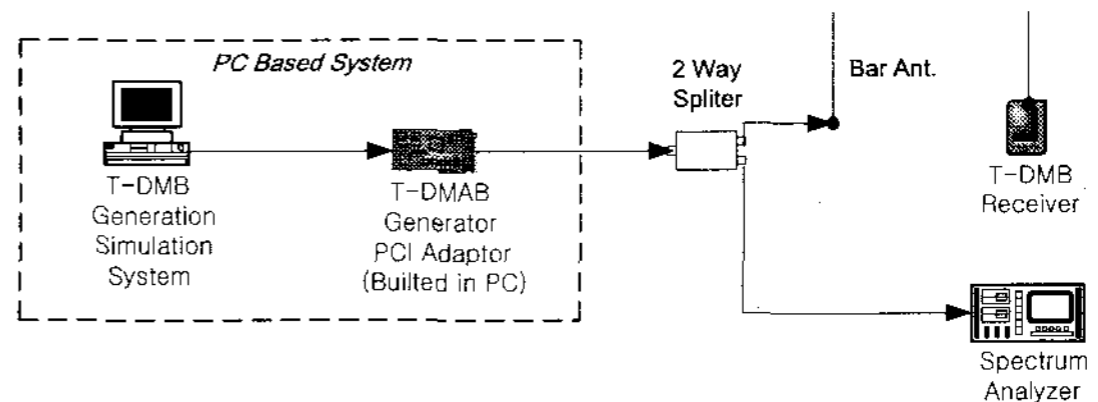 PC Based System
T-DMB
Generation
Simulation
System
T-DMAB
Generator
PCI Adaptor
(Builted in PC)
2 Way
Spliter
Bar Ant.
T-DMB
Receiver
Spectrum
Analyzer